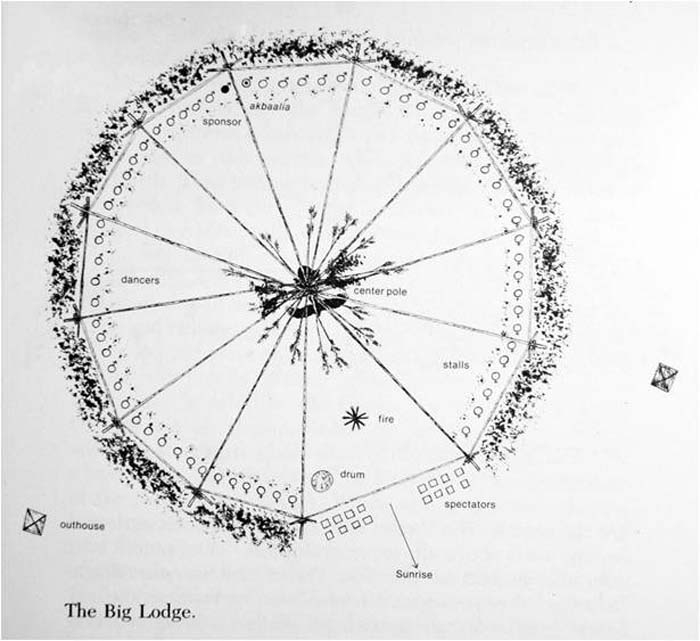 akbaalia
sponsor
dancers
center pole
stalls
fire
drum
spectators
outhouse
Sunrise
The Big Lodge.